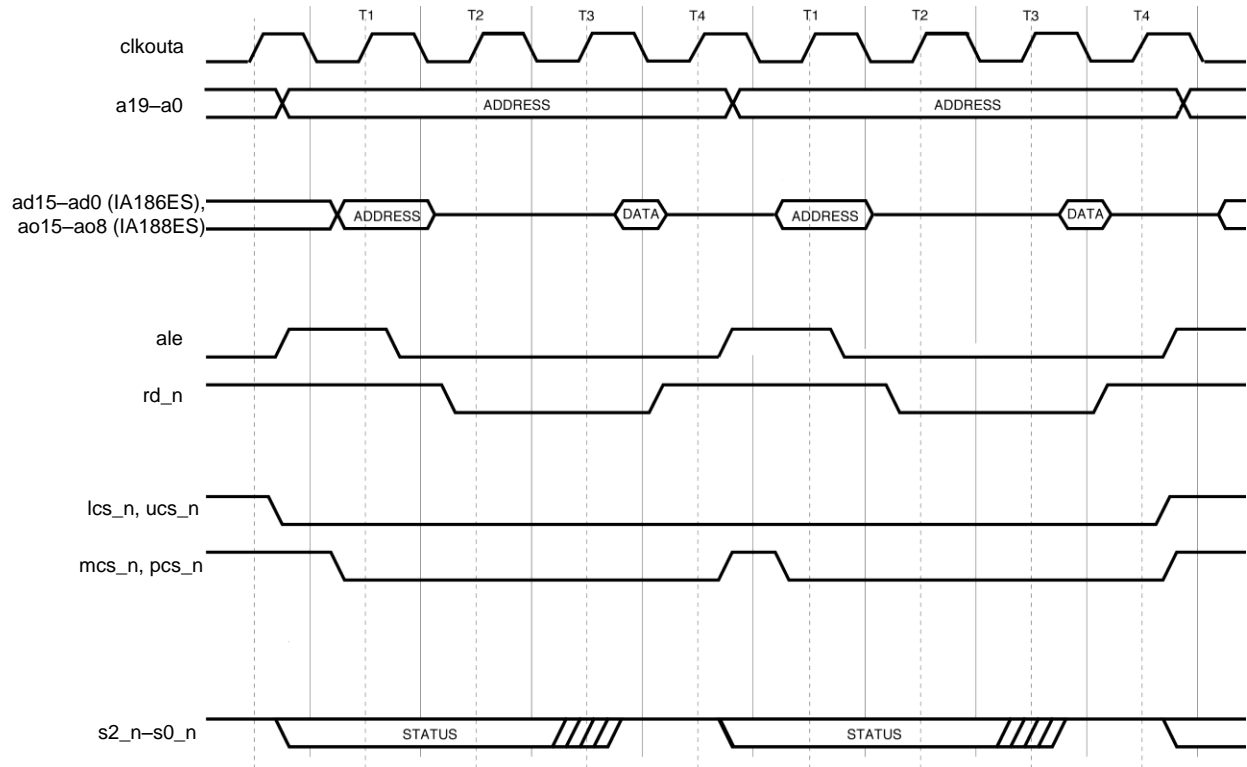 T1 T2 T3 T4 T1 T2 T3 T4
clkouta
a19–a0 ADDRESS ADDRESS
ad15–ad0 (IA186ES),
ao15–ao8 (IA188ES)
ADDRESS DATA ADDRESS DATA
ale
rd_n
lcs_n, ucs_n
mcs_n, pcs_n
s2_n–s0_n STATUS STATUS